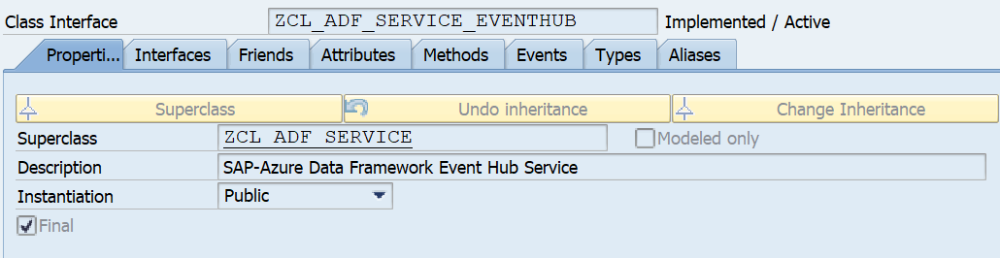 Class Interface ZCL_ADF_SERVICE_EVENTHUB Implemented / Active
Properti... Interfaces Friends Attributes Methods Events Types Aliases
Superclass Undo inheritance Change Inheritance
Superclass ZCL_ADF_SERVICE Modeled only
Description SAP-Azure Data Framework Event Hub Service
Instantiation Public
Final